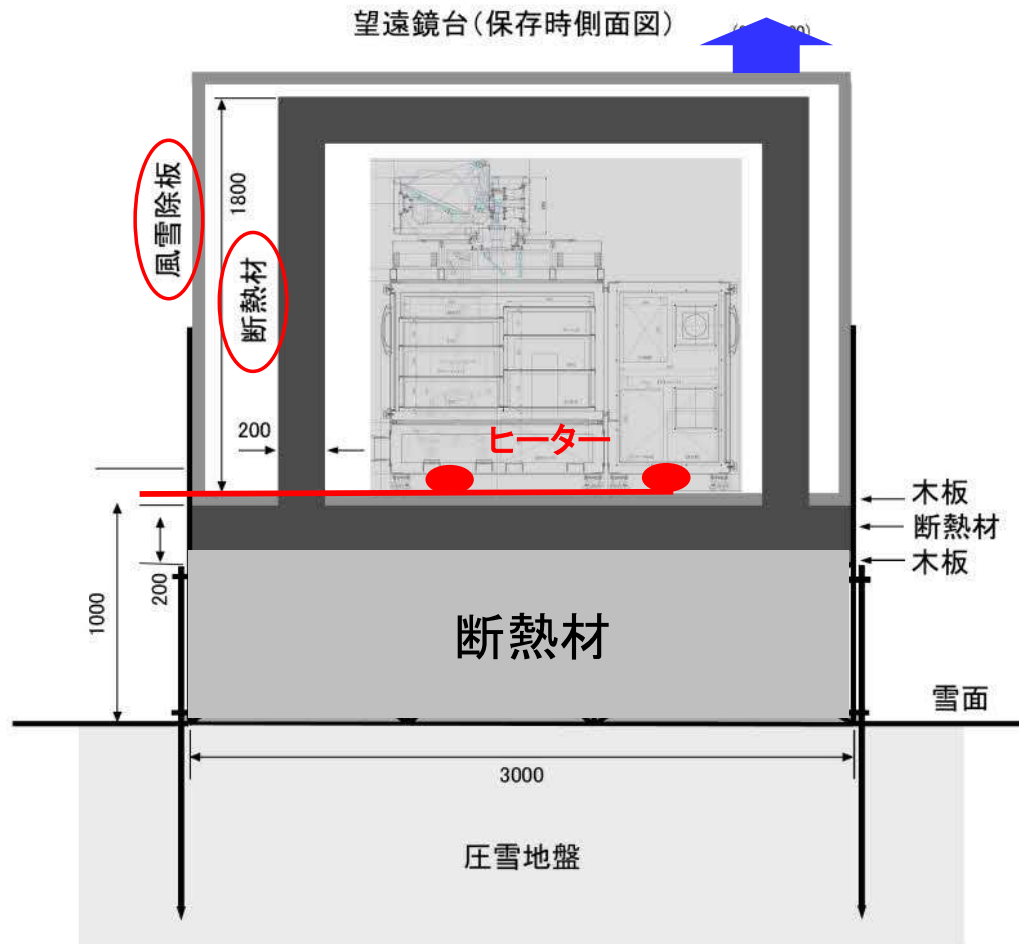 望遠鏡台(保存時側面図)
風雪除板
1800
断熱材
200
ヒーター
木板
断熱材
木板
200
1000
断熱材
雪面
3000
圧雪地盤